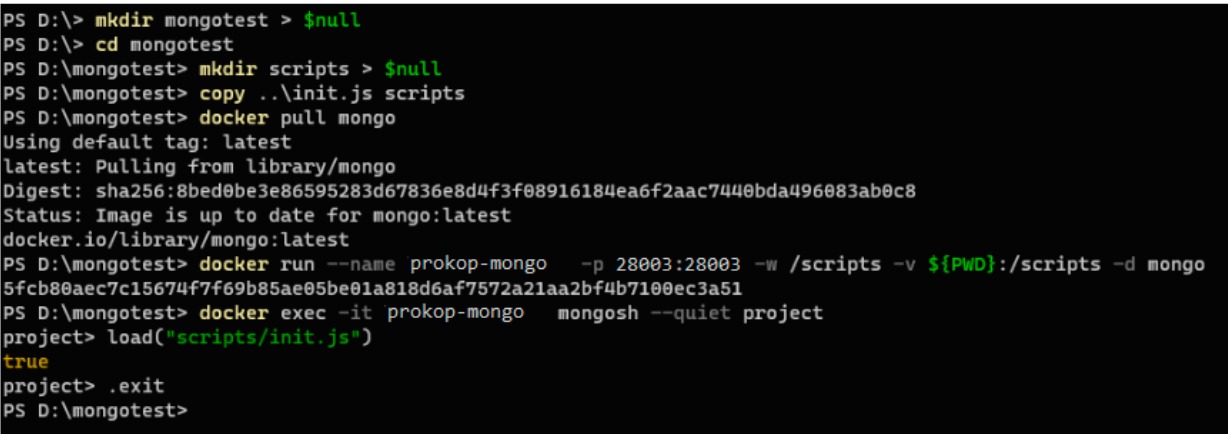 PS D:\> mkdir mongotest > $null
PS D:\> cd mongotest
PS D:\mongotest> mkdir scripts > $null
PS D:\mongotest> copy ..\init.js scripts
PS D:\mongotest> docker pull mongo
Using default tag: latest
latest: Pulling from library/mongo
Digest: sha256:8bed0be3e86595283d67836e8d4f3f08916184ea6f2aac7440bda496083ab0c8
Status: Image is up to date for mongo:latest
docker.io/library/mongo:latest
PS D:\mongotest> docker run --name prokop-mongo -p 28003:28003 -w /scripts -v ${PWD}:/scripts -d mongo
5fcb80aec7c15674f7f69b85ae05be01a818d6af7572a21aa2bf4b7100ec3a51
PS D:\mongotest> docker exec -it prokop-mongo mongosh --quiet project
project> load("scripts/init.js")
true
project> .exit
PS D:\mongotest>